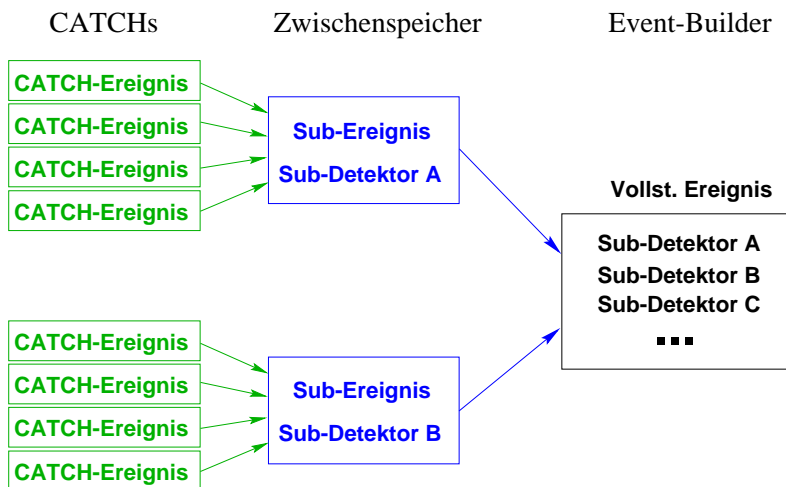 CATCHs Zwischenspeicher Event-Builder
CATCH-Ereignis
CATCH-Ereignis
CATCH-Ereignis
CATCH-Ereignis
Sub-Ereignis
Sub-Detektor A
Vollst. Ereignis
Sub-Detektor A
Sub-Detektor B
Sub-Detektor C
...
CATCH-Ereignis
CATCH-Ereignis
CATCH-Ereignis
CATCH-Ereignis
Sub-Ereignis
Sub-Detektor B